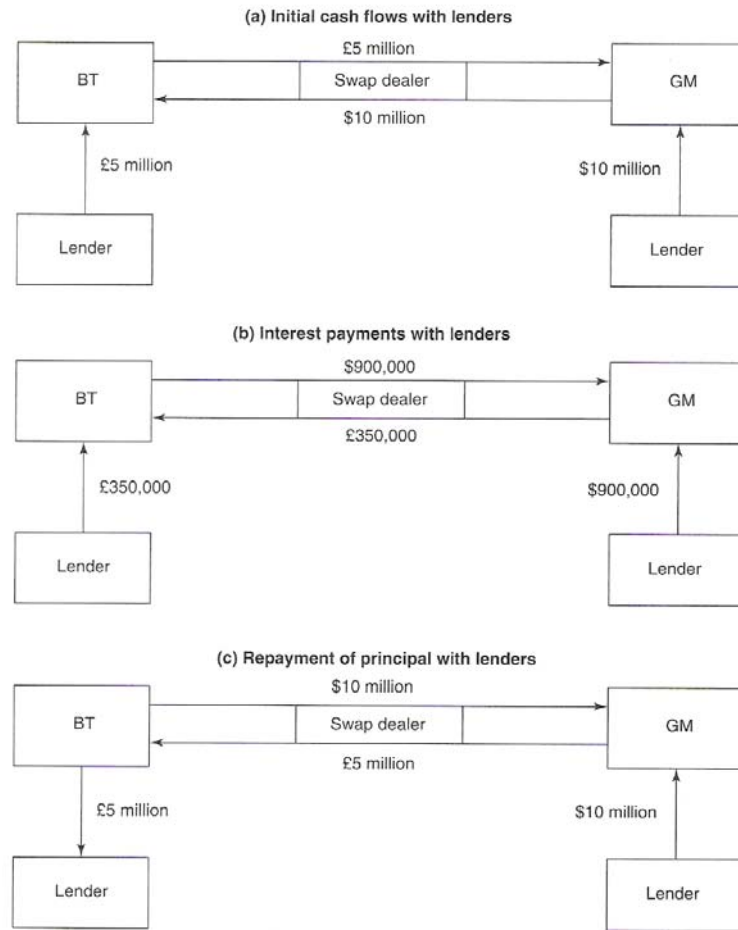 (a) Initial cash flows with lenders
£5 million
BT
Swap dealer
GM
$10 million
£5 million
$10 million
Lender
Lender
(b) Interest payments with lenders
$900,000
BT
Swap dealer
GM
£350,000
£350,000
$900,000
Lender
Lender
(c) Repayment of principal with lenders
$10 million
BT
Swap dealer
GM
£5 million
£5 million
$10 million
Lender
Lender